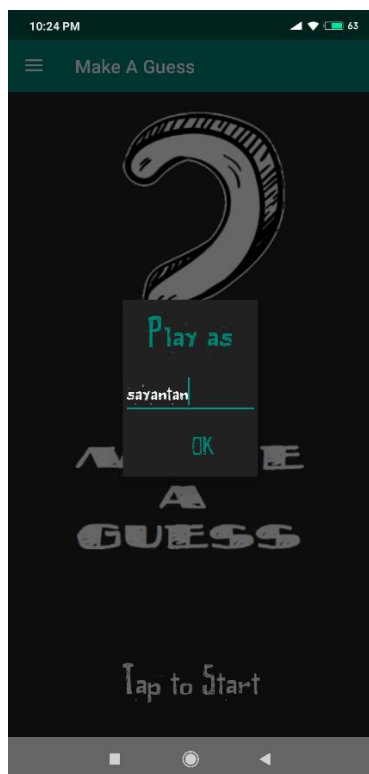 10:24 PM 63
Make A Guess
Play as
sayantan
OK
A
GUESS
Tap to Start